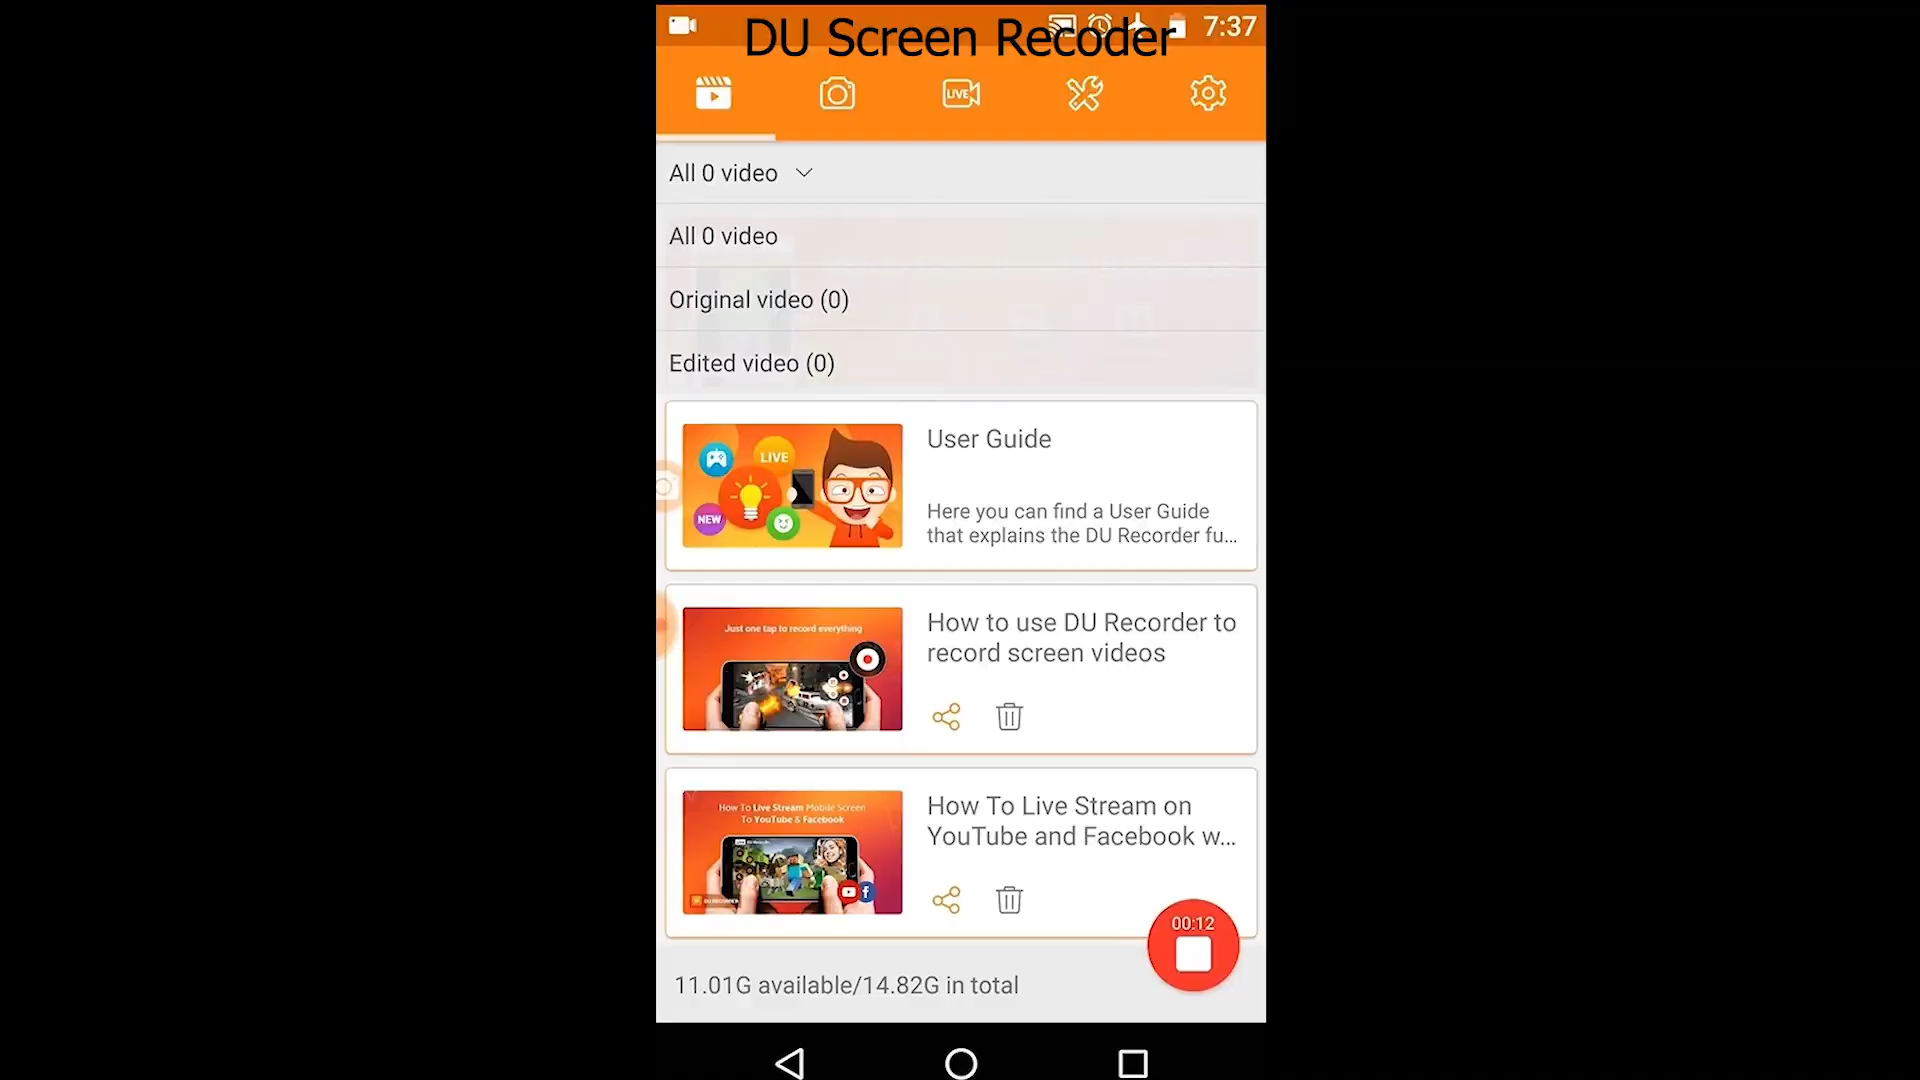 DU Screen Recoder
7:37
LIVE
All 0 video
All 0 video
Original video (0)
Edited video (0)
LIVE
NEW
User Guide
Here you can find a User Guide
that explains the DU Recorder fu...
Just one tap to record everything
How to use DU Recorder to
record screen videos
How To Live Stream Mobile Screen
To YouTube & Facebook
DU RECORDER
How To Live Stream on
YouTube and Facebook w...
00:12
11.01G available/14.82G in total